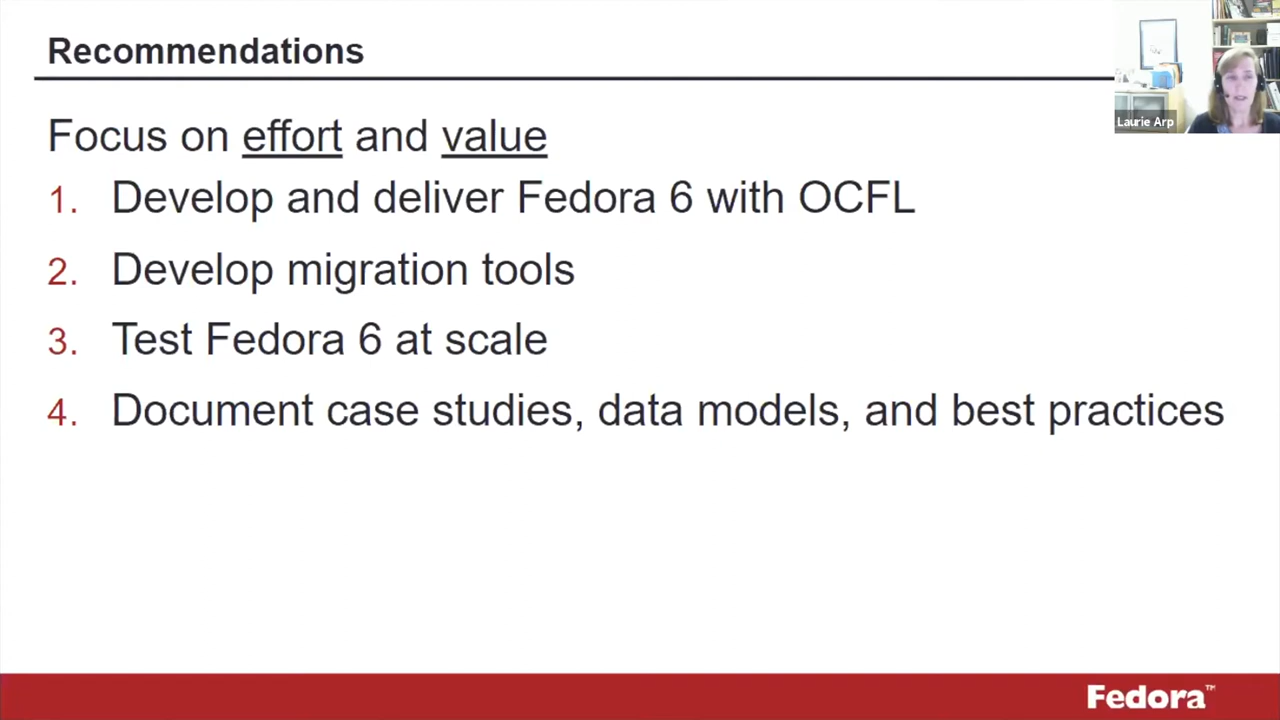 Recommendations
Laurie Arp
Focus on effort and value
1. Develop and deliver Fedora 6 with OCFL
2. Develop migration tools
3. Test Fedora 6 at scale
4. Document case studies, data models, and best practices
Fedora™